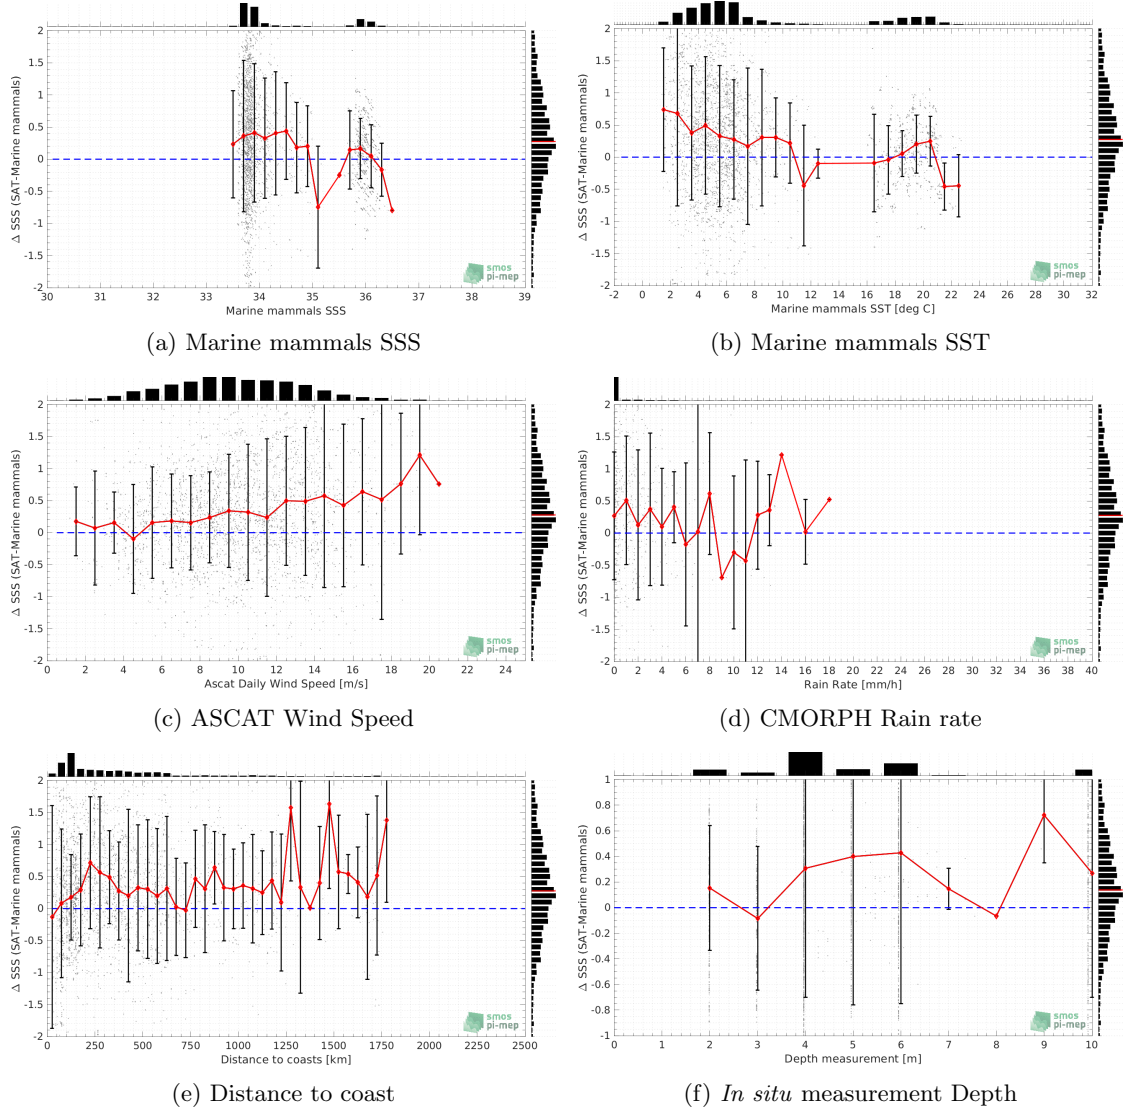 2
1.5
1
0.5
0
-0.5
-1
-1.5
-2
Δ SSS (SAT-Marine mammals)
30 31 32 33 34 35 36 37 38 39
Marine mammals SSS
smos
pi-mep
(a) Marine mammals SSS
2
1.5
1
0.5
0
-0.5
-1
-1.5
-2
Δ SSS (SAT-Marine mammals)
-2 0 2 4 6 8 10 12 14 16 18 20 22 24 26 28 30 32
Marine mammals SST [deg C]
smos
pi-mep
(b) Marine mammals SST
2
1.5
1
0.5
0
-0.5
-1
-1.5
-2
Δ SSS (SAT-Marine mammals)
0 2 4 6 8 10 12 14 16 18 20 22 24
Ascat Daily Wind Speed [m/s]
smos
pi-mep
(c) ASCAT Wind Speed
2
1.5
1
0.5
0
-0.5
-1
-1.5
-2
Δ SSS (SAT-Marine mammals)
0 2 4 6 8 10 12 14 16 18 20 22 24 26 28 30 32 34 36 38 40
Rain Rate [mm/h]
smos
pi-mep
(d) CMORPH Rain rate
2
1.5
1
0.5
0
-0.5
-1
-1.5
-2
Δ SSS (SAT-Marine mammals)
0 250 500 750 1000 1250 1500 1750 2000 2250 2500
Distance to coasts [km]
smos
pi-mep
(e) Distance to coast
1
0.8
0.6
0.4
0.2
0
-0.2
-0.4
-0.6
-0.8
-1
Δ SSS (SAT-Marine mammals)
0 1 2 3 4 5 6 7 8 9 10
Depth measurement [m]
smos
pi-mep
(f) In situ measurement Depth